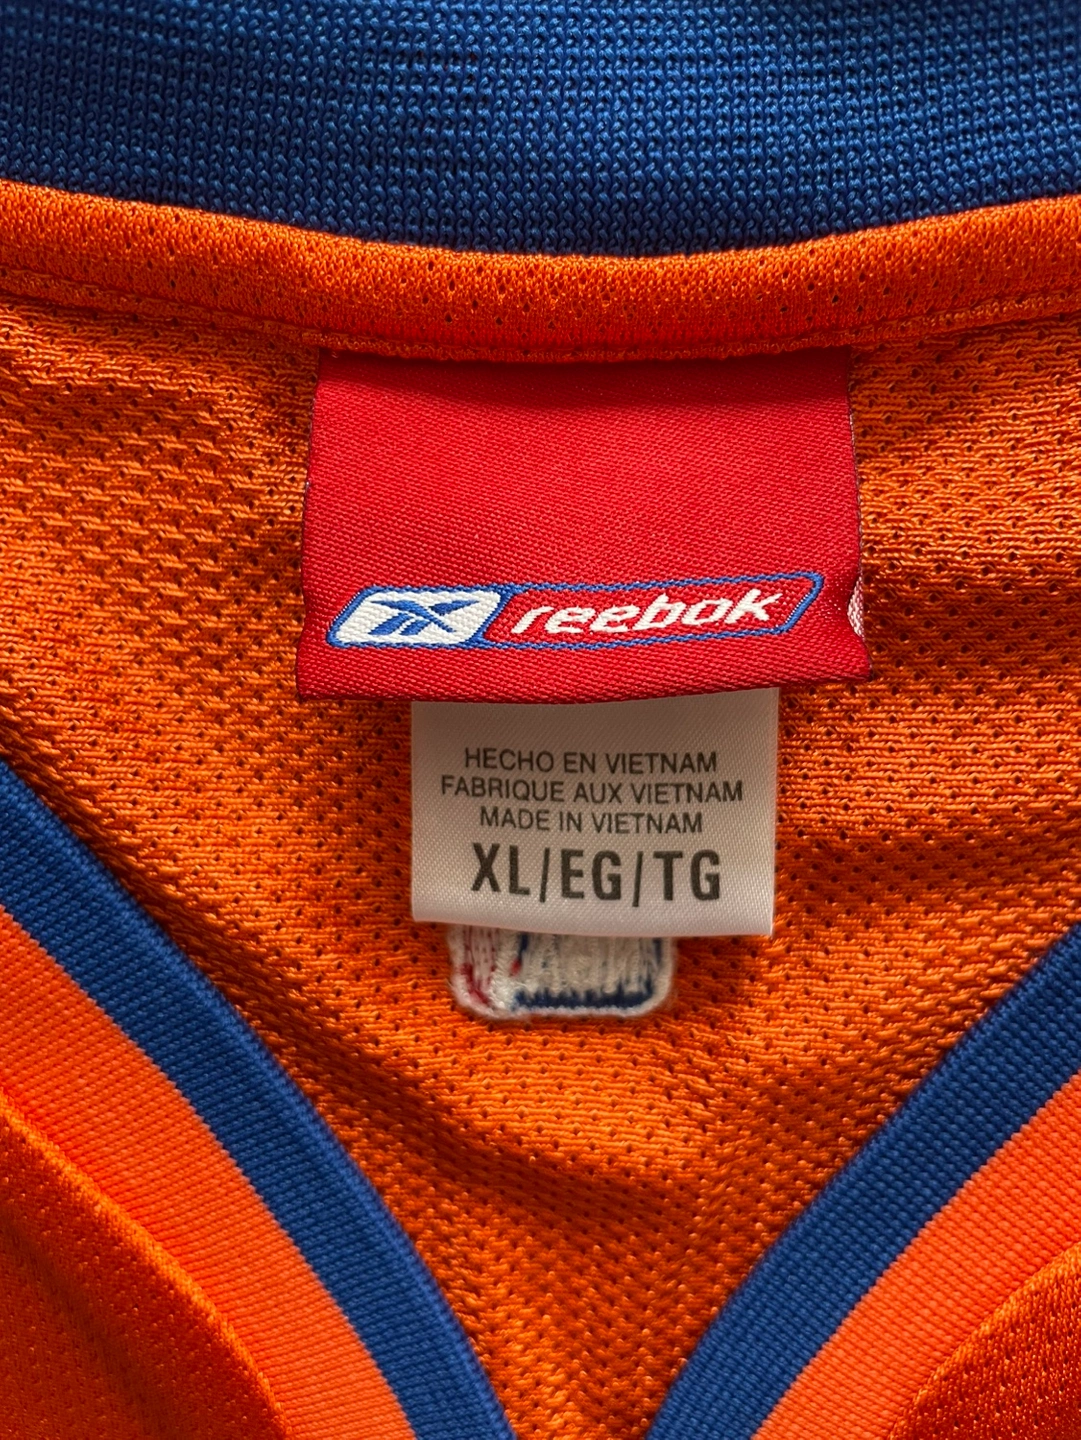 reebok
HECHO EN VIETNAM
FABRIQUE AUX VIETNAM
MADE IN VIETNAM
XL/EG/TG